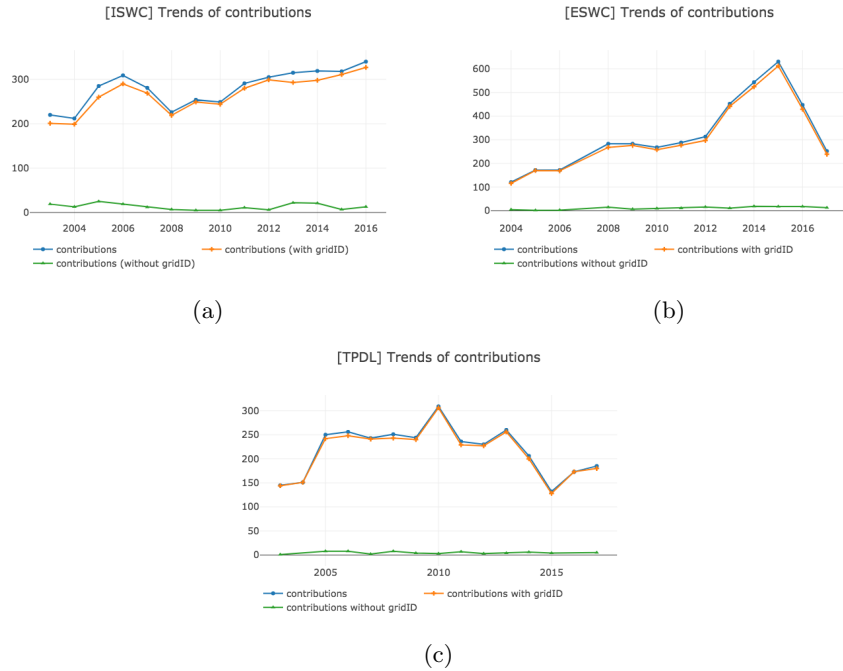 [ISWC] Trends of contributions
300
200
100
0
2004 2006 2008 2010 2012 2014 2016
contributions contributions (with gridID)
contributions (without gridID)
(a)
[ESWC] Trends of contributions
600
500
400
300
200
100
0
2004 2006 2008 2010 2012 2014 2016
contributions contributions with gridID
contributions without gridID
(b)
[TPDL] Trends of contributions
300
250
200
150
100
50
0
2005 2010 2015
contributions contributions with gridID
contributions without gridID
(c)